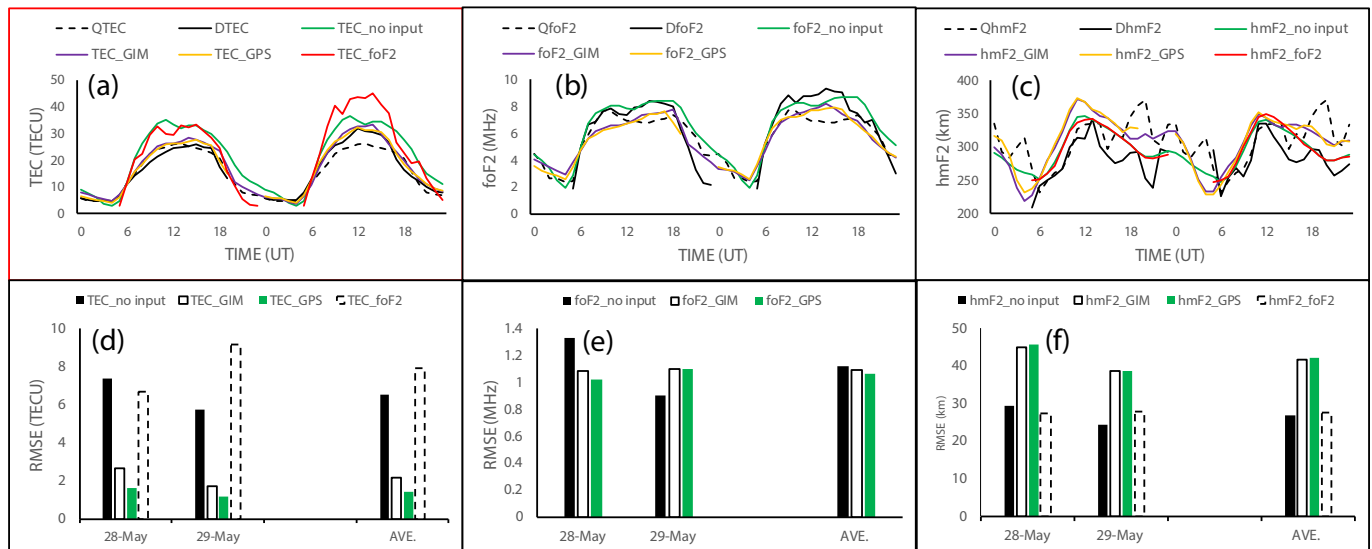 QTEC DTEC TEC_no input
TEC_GIM TEC_GPS TEC_foF2
(a)
50
40
30
20
10
0
TEC (TECU)
0 6 12 18 0 6 12 18
TIME (UT)
QfoF2 DfoF2 foF2_no input
foF2_GIM foF2_GPS
(b)
10
8
6
4
2
0
foF2 (MHz)
0 6 12 18 0 6 12 18
TIME (UT)
QhmF2 DhmF2 hmF2_no input
hmF2_GIM hmF2_GPS hmF2_foF2
(c)
400
350
300
250
200
hmF2 (km)
0 6 12 18 0 6 12 18
TIME (UT)
TEC_no input TEC_GIM TEC_GPS TEC_foF2
(d)
10
8
6
4
2
0
RMSE (TECU)
28-May 29-May AVE.
foF2_no input foF2_GIM foF2_GPS
(e)
1.4
1.2
1
0.8
0.6
0.4
0.2
0
RMSE (MHz)
28-May 29-May AVE.
hmF2_no input hmF2_GIM hmF2_GPS hmF2_foF2
(f)
50
40
30
20
10
0
RMSE (km)
28-May 29-May AVE.